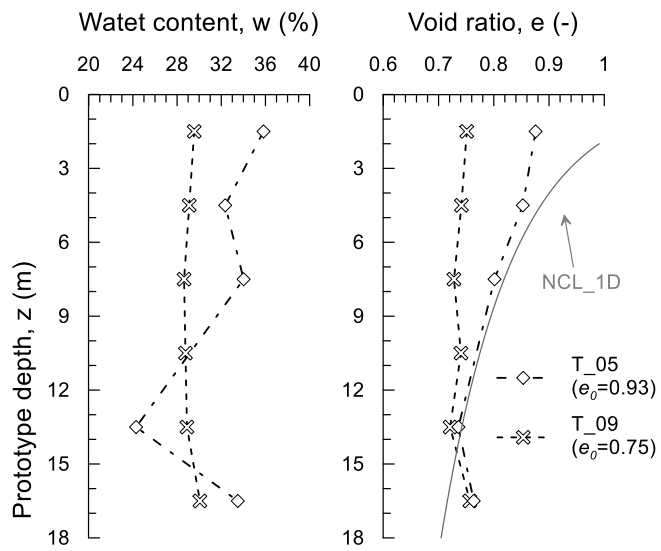 Watet content, w (%)
Void ratio, e (-)
20 24 28 32 36 40
0.6 0.7 0.8 0.9 1
0
3
6
9
12
15
18
Prototype depth, z (m)
0
3
6
9
12
15
18
NCL_1D
T_05
(e0=0.93)
T_09
(e0=0.75)